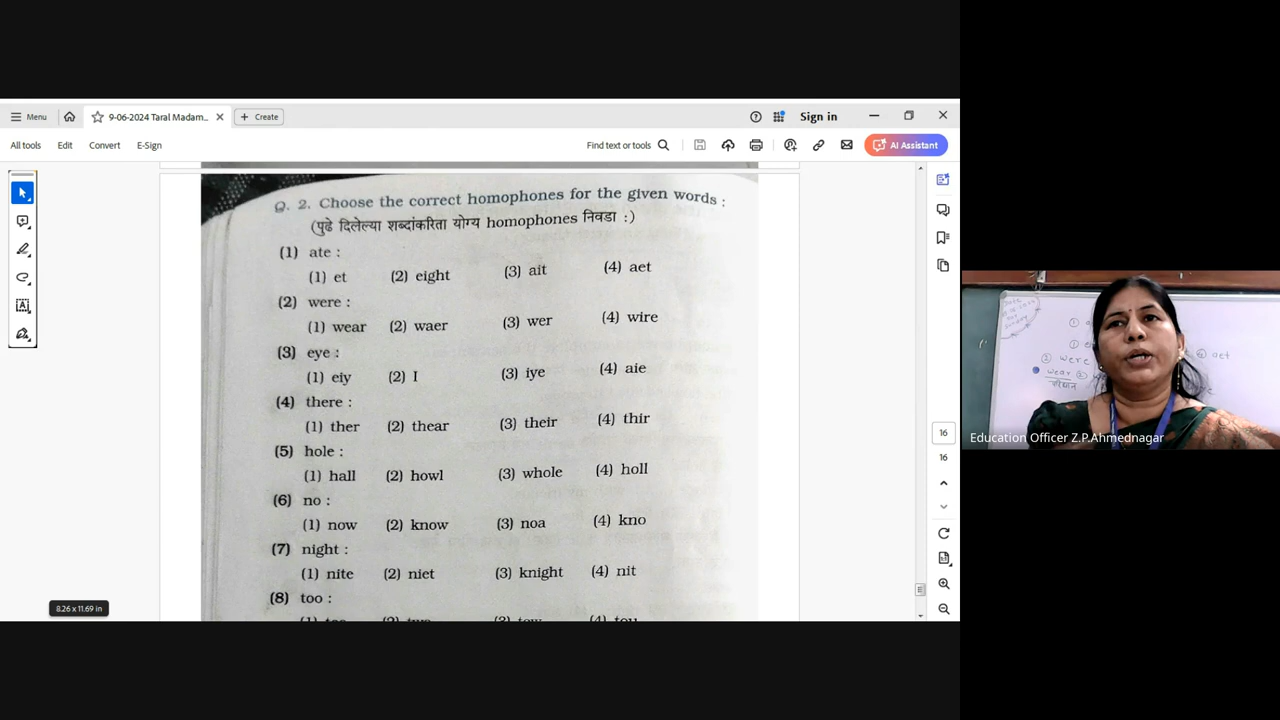 Menu
9-06-2024 Taral Madam...
Create
Sign in
All tools Edit Convert E-Sign
Find text or tools
AI Assistant
Q. 2. Choose the correct homophones for the given words :
(पुढे दिलेल्या शब्दांकरिता योग्य homophones निवडा :)
(1) ate :
(1) et (2) eight (3) ait (4) aet
(2) were :
(1) wear (2) waer (3) wer (4) wire
(3) eye :
(1) eiy (2) I (3) iye (4) aie
(4) there :
(1) ther (2) thear (3) their (4) thir
(5) hole :
(1) hall (2) howl (3) whole (4) holl
(6) no :
(1) now (2) know (3) noa (4) kno
(7) night :
(1) nite (2) niet (3) knight (4) nit
(8) too :
16
16
8.26 x 11.69 in
④ aet
② were
wear ②
Education Officer Z.P.Ahmednagar